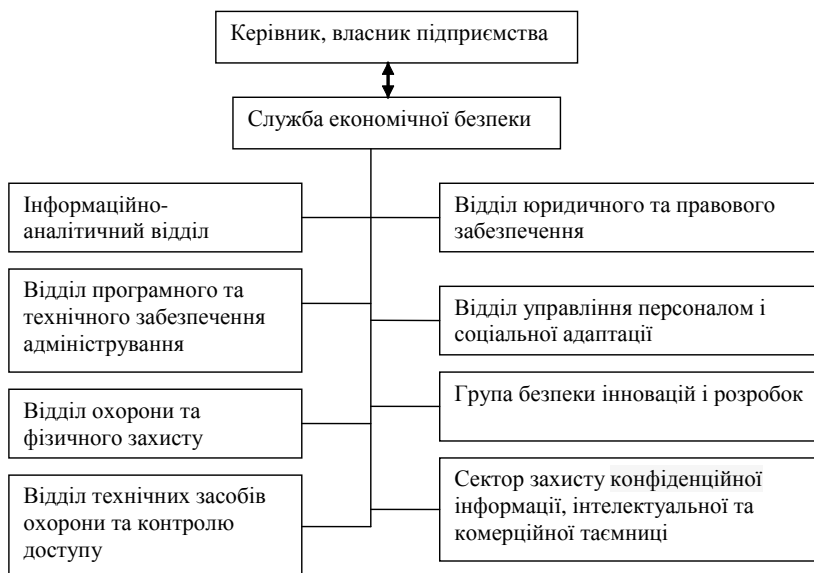 Керівник, власник підприємства
Служба економічної безпеки
Інформаційно-
аналітичний відділ
Відділ юридичного та правового
забезпечення
Відділ програмного та
технічного забезпечення
адміністрування
Відділ управління персоналом і
соціальної адаптації
Відділ охорони та
фізичного захисту
Група безпеки інновацій і розробок
Відділ технічних засобів
охорони та контролю
доступу
Сектор захисту конфіденційної
інформації, інтелектуальної та
комерційної таємниці